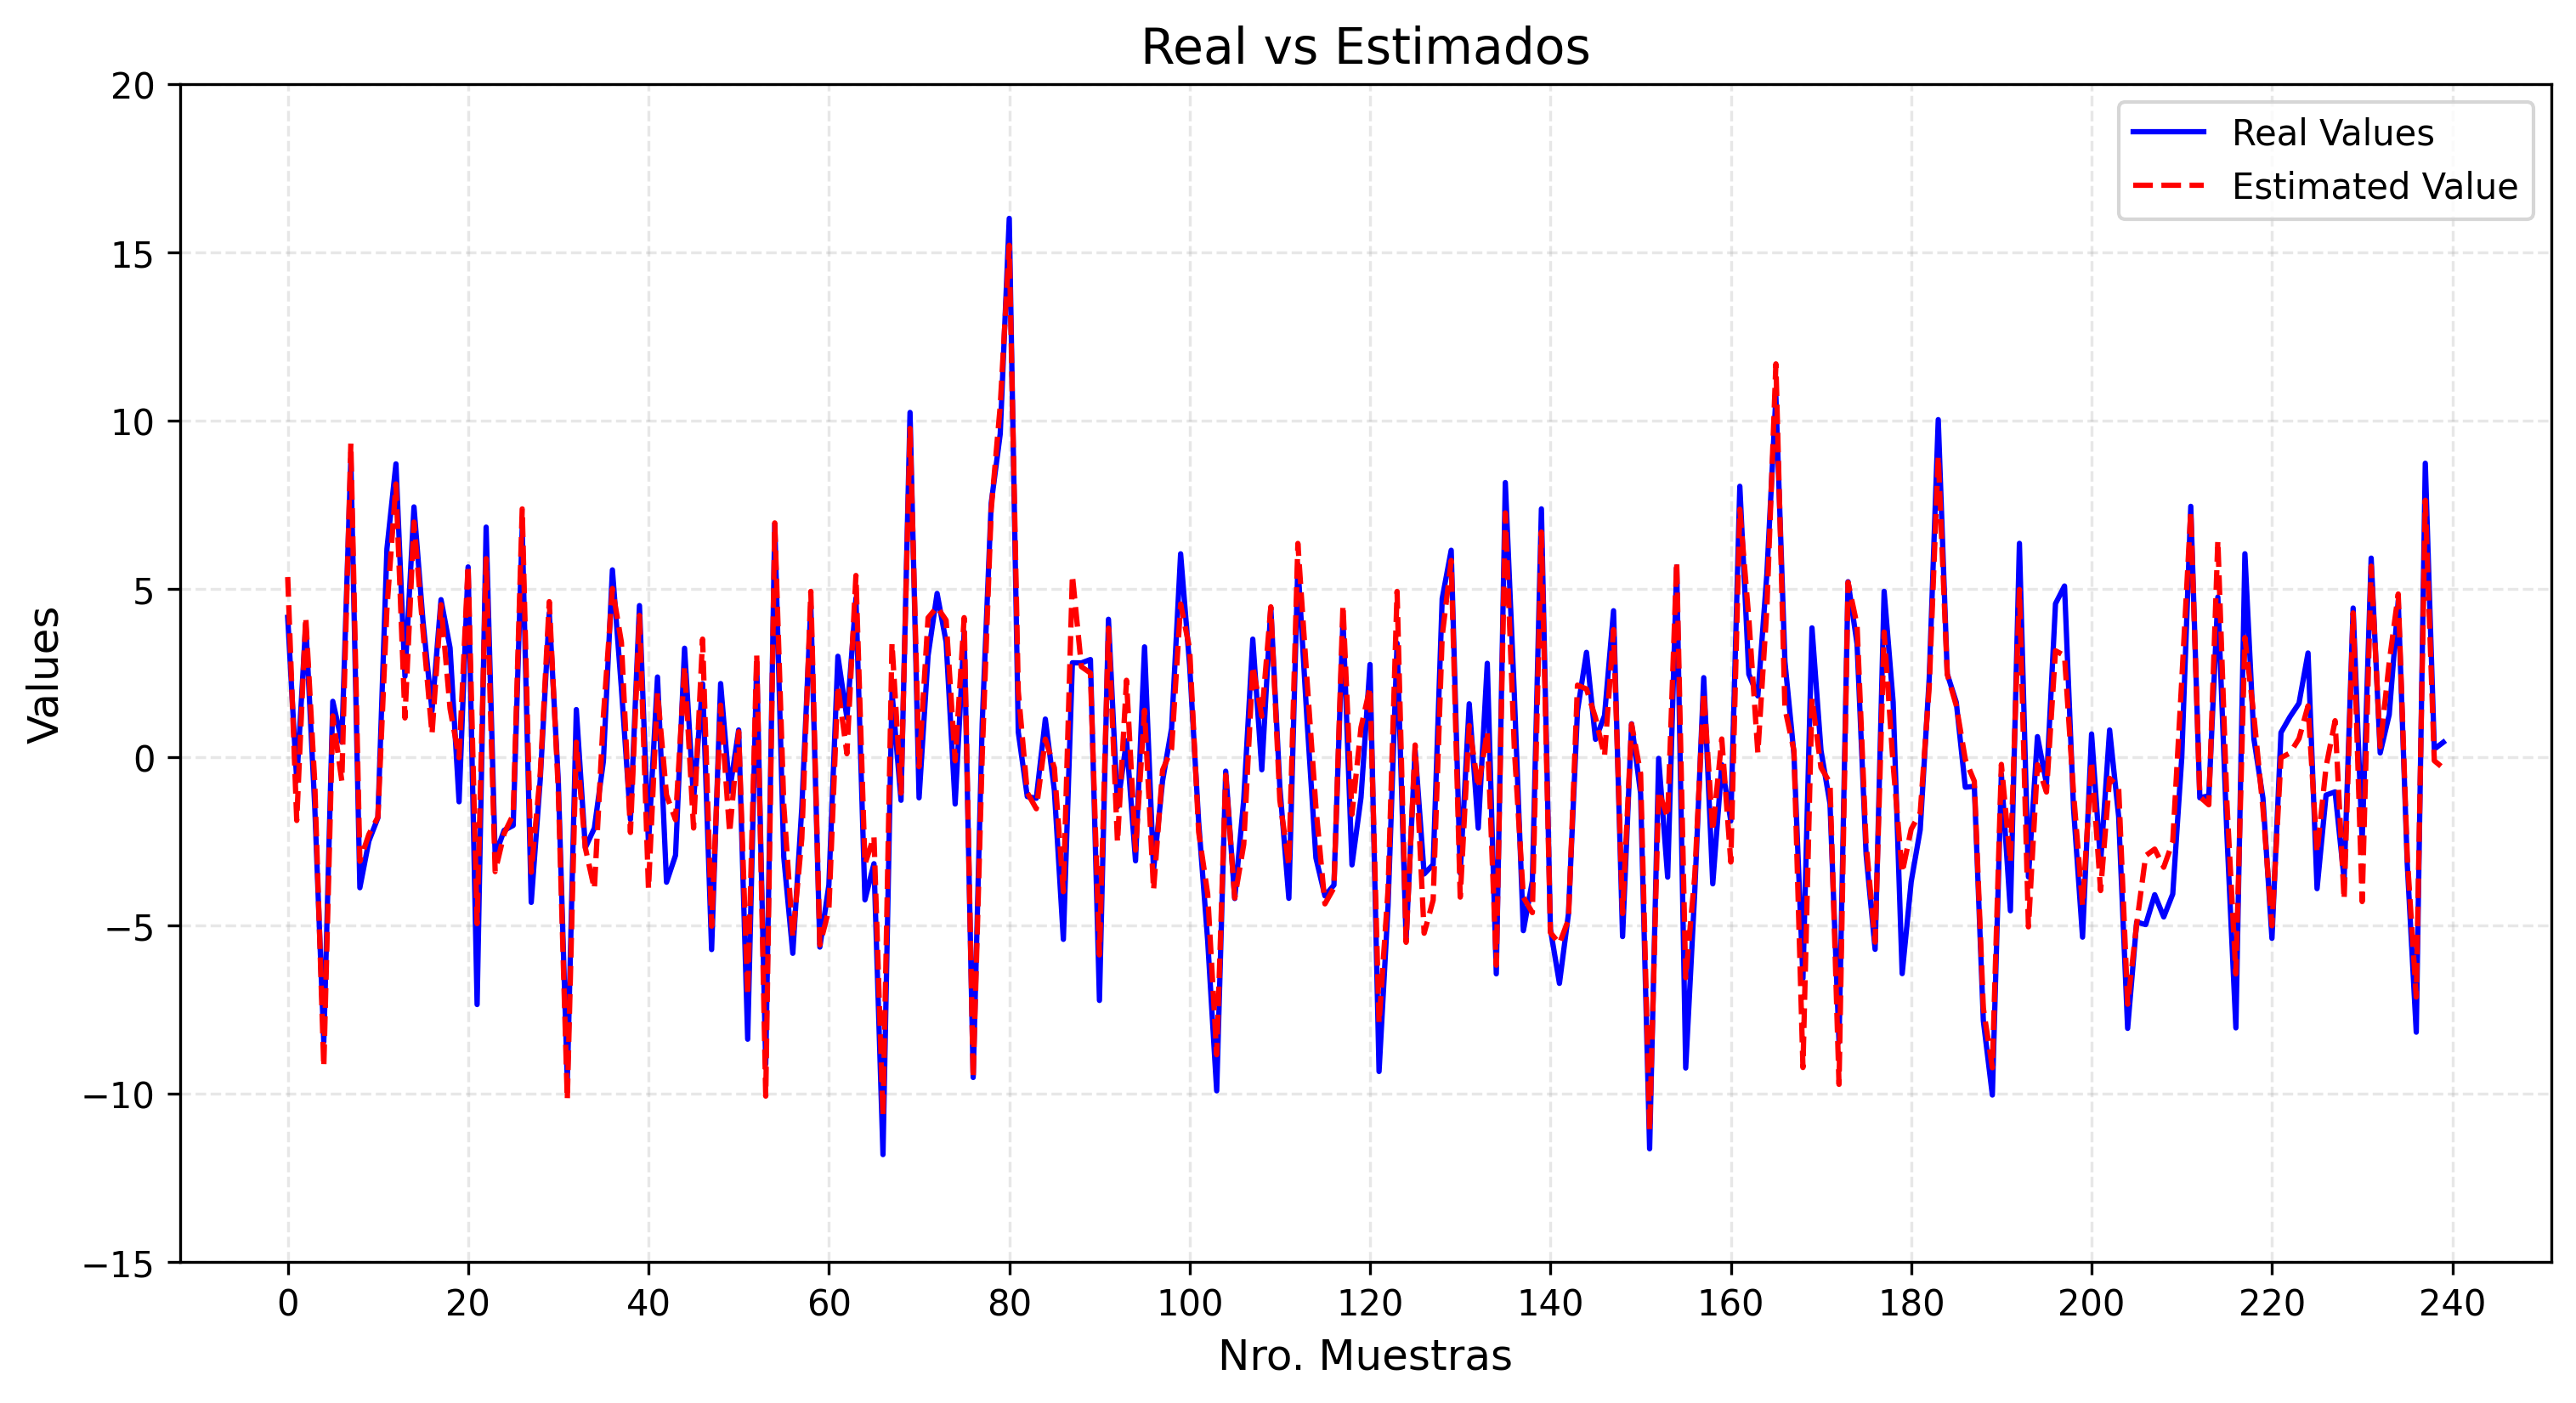 Real vs Estimados
Real Values
Estimated Value
Values
20
15
10
5
0
−5
−10
−15
0 20 40 60 80 100 120 140 160 180 200 220 240
Nro. Muestras